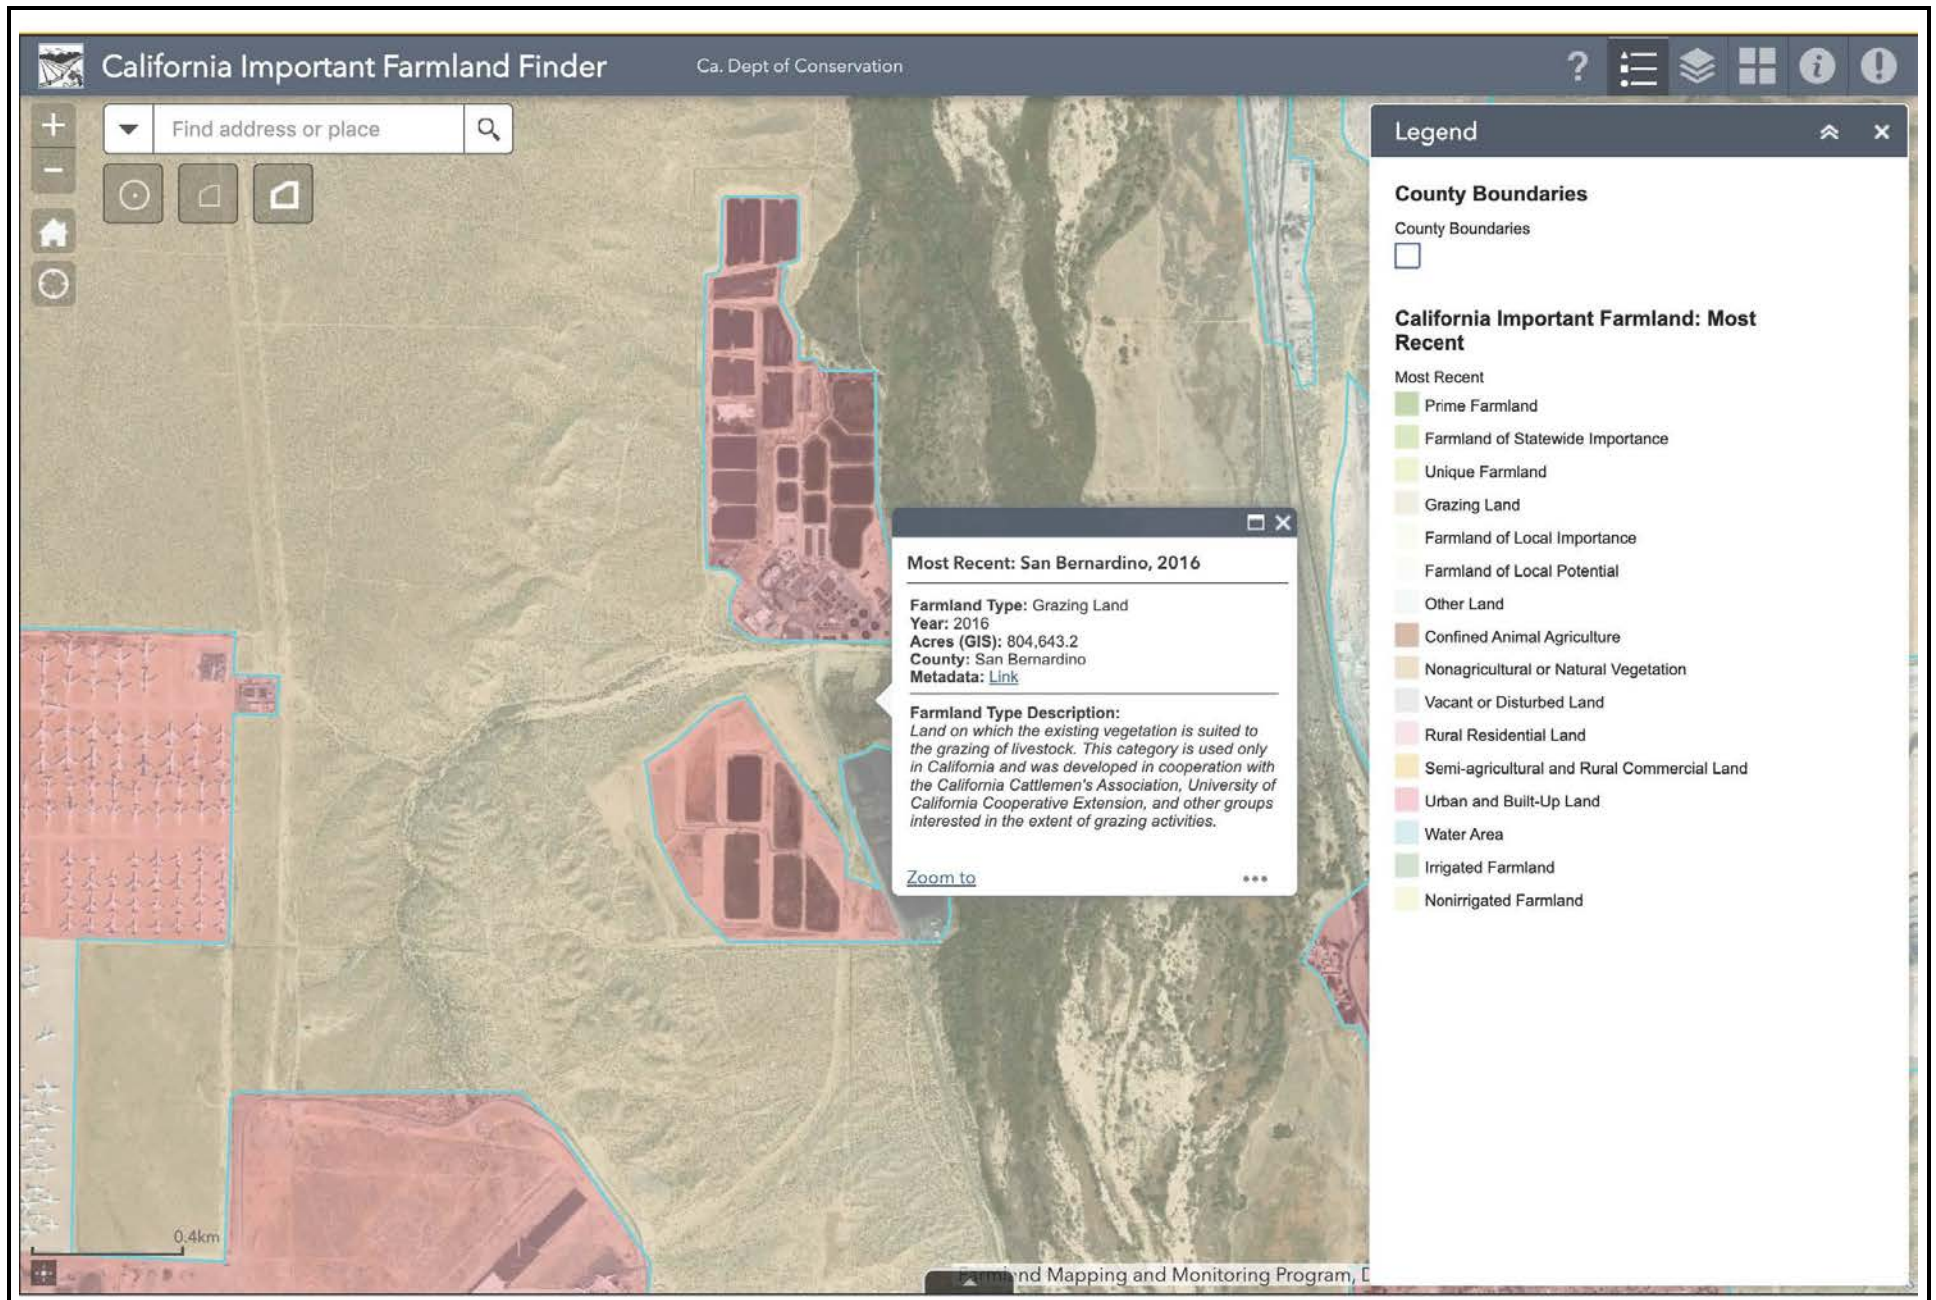 California Important Farmland Finder
Ca. Dept of Conservation
?
Find address or place
Legend
County Boundaries
County Boundaries
California Important Farmland: Most
Recent
Most Recent
Prime Farmland
Farmland of Statewide Importance
Unique Farmland
Grazing Land
Farmland of Local Importance
Farmland of Local Potential
Other Land
Confined Animal Agriculture
Nonagricultural or Natural Vegetation
Vacant or Disturbed Land
Rural Residential Land
Semi-agricultural and Rural Commercial Land
Urban and Built-Up Land
Water Area
Irrigated Farmland
Nonirrigated Farmland
Most Recent: San Bernardino, 2016
Farmland Type: Grazing Land
Year: 2016
Acres (GIS): 804,643.2
County: San Bernardino
Metadata: Link
Farmland Type Description:
Land on which the existing vegetation is suited to
the grazing of livestock. This category is used only
in California and was developed in cooperation with
the California Cattlemen's Association, University of
California Cooperative Extension, and other groups
interested in the extent of grazing activities.
Zoom to
0.4km
Mapping and Monitoring Program,